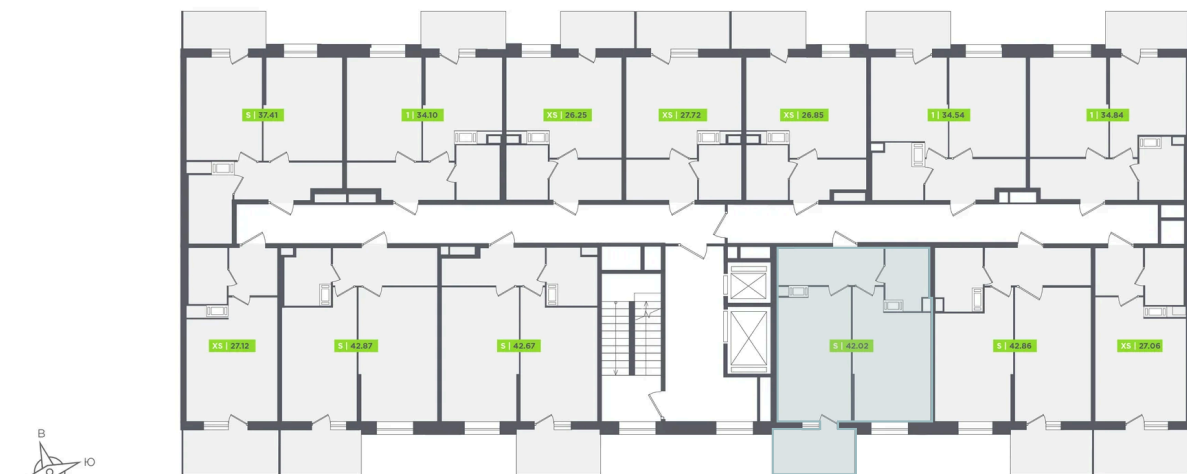 S | 37.41
1 | 34.10
XS | 26.25
XS | 27.72
XS | 26.85
1 | 34.54
1 | 34.84
XS | 27.12
S | 42.87
S | 42.67
S | 42.02
S | 42.86
XS | 27.06
В
Ю